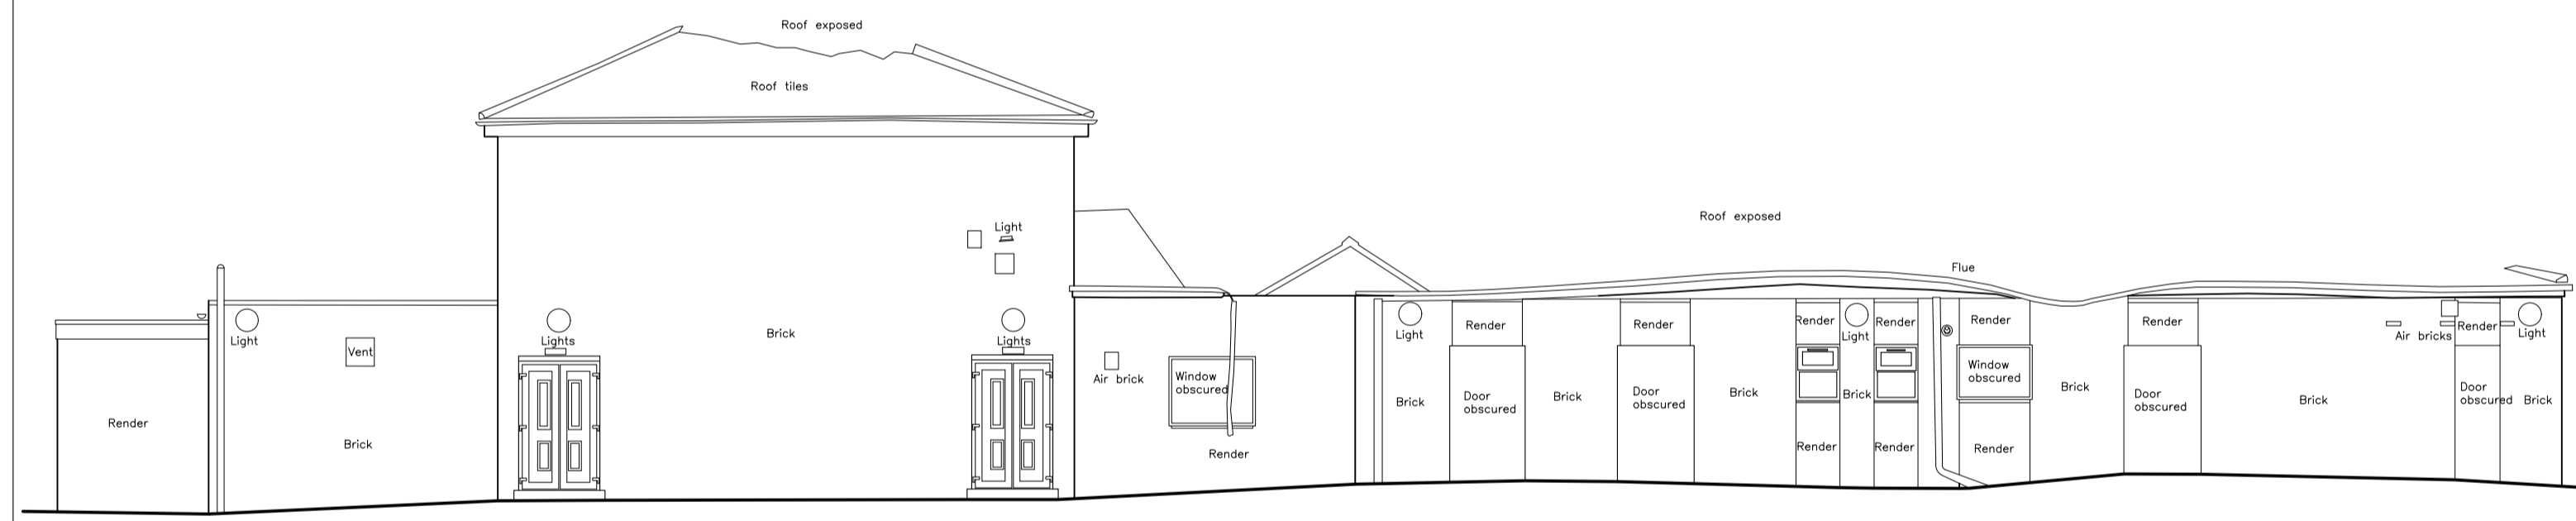 Roof exposed
Roof tiles
Light
Roof exposed
Flue
Light
Vent
Lights
Brick
Lights
Air brick
Window
obscured
Light
Render
Render
Render
Light
Render
Render
Render
Air bricks
Render
Light
Render
Brick
Render
Brick
Door
obscured
Brick
Door
obscured
Brick
Brick
Window
obscured
Brick
Door
obscured
Brick
Door
obscured
Brick
Render
Render
Render